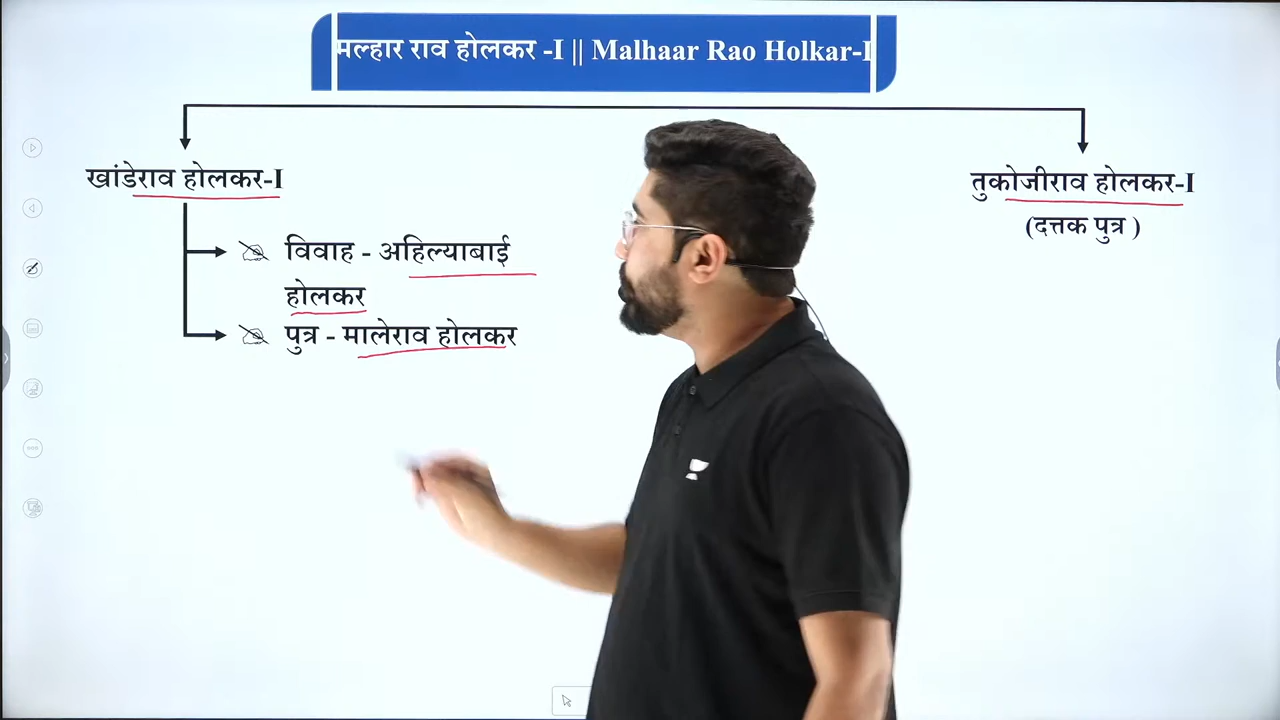 मल्हार राव होलकर -I || Malhaar Rao Holkar-I
खांडेराव होलकर-I
विवाह - अहिल्याबाई
होलकर
पुत्र - मालेराव होलकर
तुकोजीराव होलकर-I
(दत्तक पुत्र )